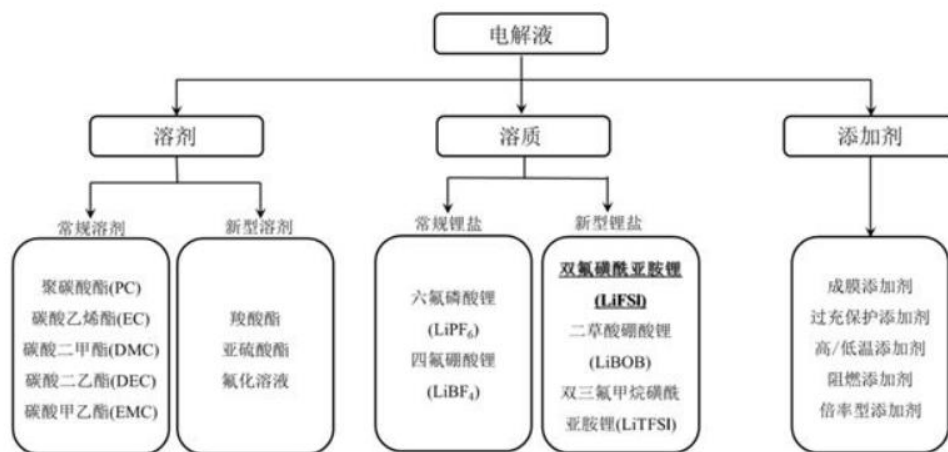 电解液
溶剂
溶质
添加剂
常规溶剂
新型溶剂
常规锂盐
新型锂盐
聚碳酸酯(PC)
碳酸乙烯酯(EC)
碳酸二甲酯(DMC)
碳酸二乙酯(DEC)
碳酸甲乙酯(EMC)
羧酸酯
亚硫酸酯
氟化溶液
六氟磷酸锂
(LiPF₆)
四氟硼酸锂
(LiBF₄)
双氟磺酰亚胺锂
(LiFSI)
二草酸硼酸锂
(LiBOB)
双三氟甲烷磺酰
亚胺锂(LiTFSI)
成膜添加剂
过充保护添加剂
高/低温添加剂
阻燃添加剂
倍率型添加剂